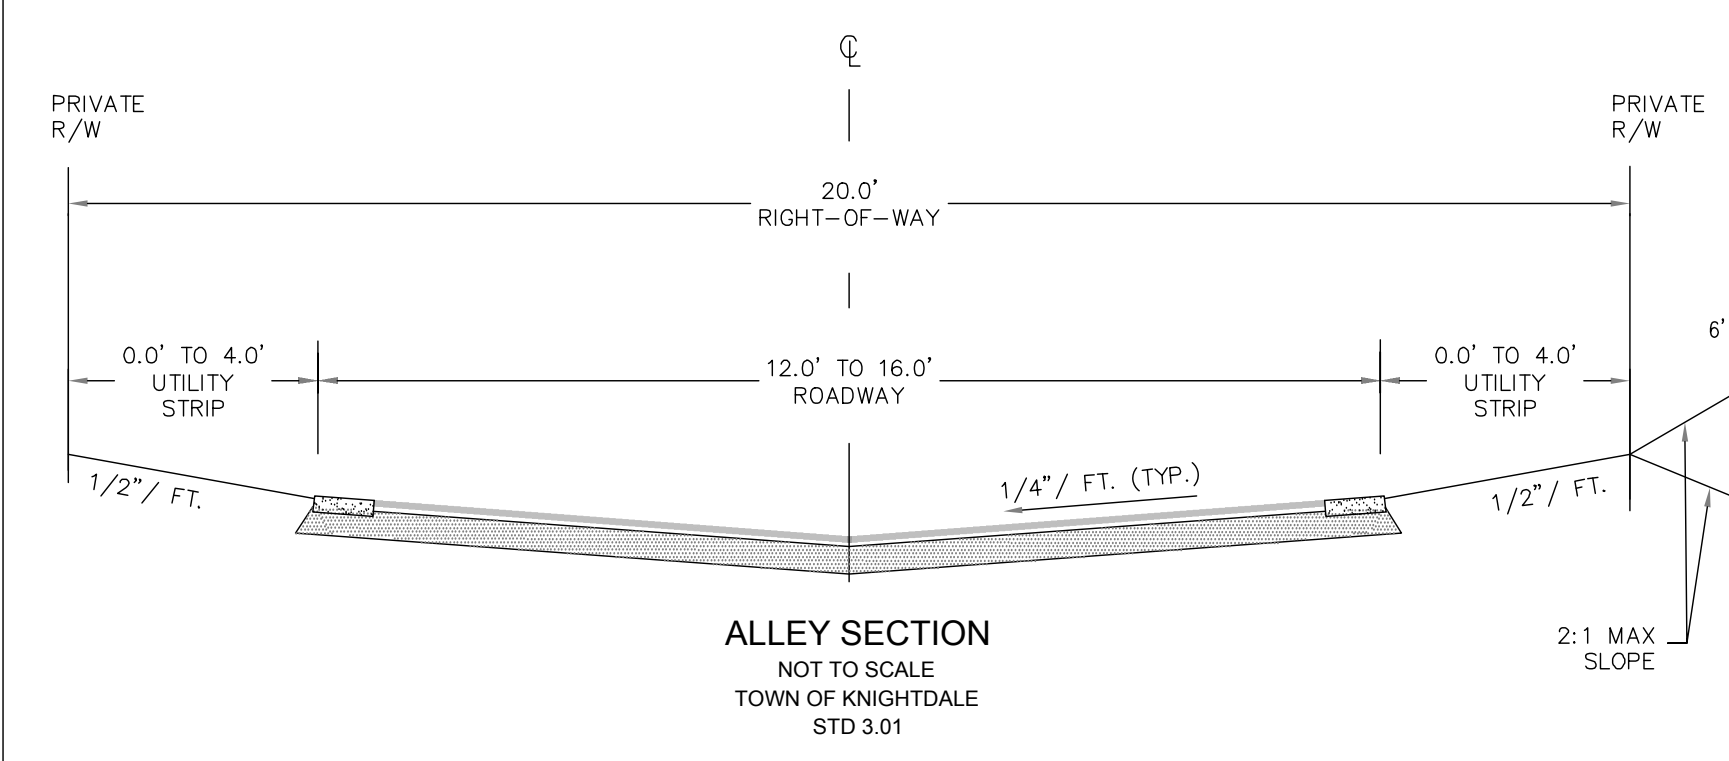 ℄
PRIVATE
R/W
PRIVATE
R/W
20.0'
RIGHT-OF-WAY
6'
0.0' TO 4.0'
UTILITY
STRIP
12.0' TO 16.0'
ROADWAY
0.0' TO 4.0'
UTILITY
STRIP
1/2"/ FT.
1/4"/ FT. (TYP.)
1/2"/ FT.
ALLEY SECTION
NOT TO SCALE
TOWN OF KNIGHTDALE
STD 3.01
2:1 MAX
SLOPE